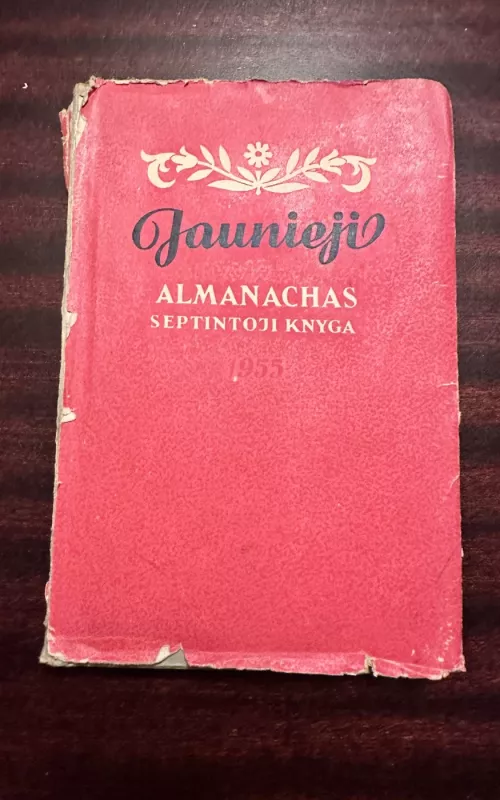 Jaunieji
ALMANACHAS
SEPTINTOJI KNYGA
1955